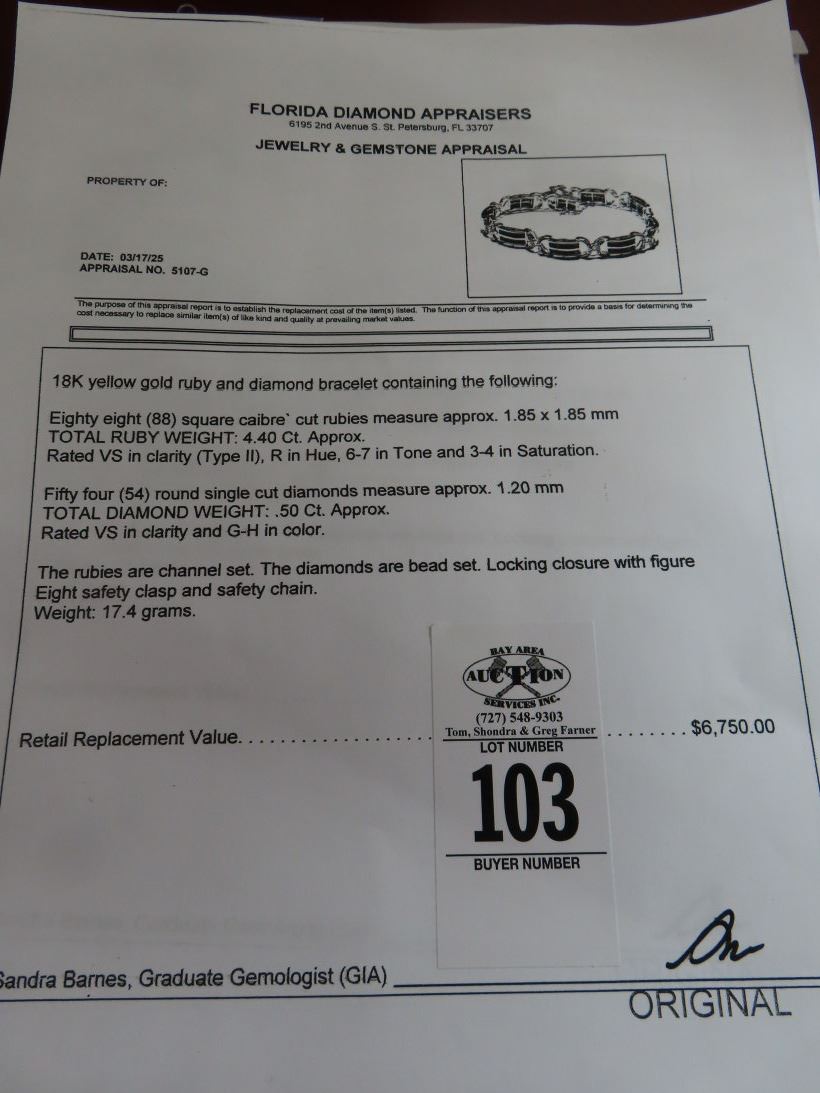 FLORIDA DIAMOND APPRAISERS
6195 2nd Avenue S. St. Petersburg, FL 33707
JEWELRY & GEMSTONE APPRAISAL
PROPERTY OF:
DATE: 03/17/25
APPRAISAL NO. 5107-G
The purpose of this appraisal report is to establish the replacement cost of the item(s) listed. The function of this appraisal report is to provide a basis for determining the
cost necessary to replace similar item(s) of like kind and quality at prevailing market values.
18K yellow gold ruby and diamond bracelet containing the following:
Eighty eight (88) square caibre` cut rubies measure approx. 1.85 x 1.85 mm
TOTAL RUBY WEIGHT: 4.40 Ct. Approx.
Rated VS in clarity (Type II), R in Hue, 6-7 in Tone and 3-4 in Saturation.
Fifty four (54) round single cut diamonds measure approx. 1.20 mm
TOTAL DIAMOND WEIGHT: .50 Ct. Approx.
Rated VS in clarity and G-H in color.
The rubies are channel set. The diamonds are bead set. Locking closure with figure
Eight safety clasp and safety chain.
Weight: 17.4 grams.
BAY AREA
AUCTION
SERVICES INC.
(727) 548-9303
Tom, Shondra & Greg Farner
LOT NUMBER
Retail Replacement Value. . . . . . . . . . . . . . . . . . . . . . . . . . $6,750.00
103
BUYER NUMBER
Sandra Barnes, Graduate Gemologist (GIA)
ORIGINAL